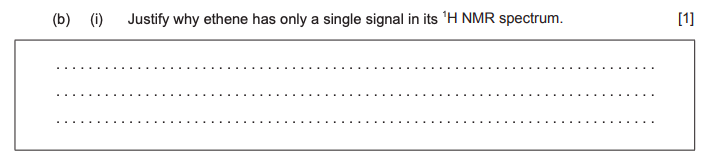 (b) (i) Justify why ethene has only a single signal in its ¹H NMR spectrum. [1]